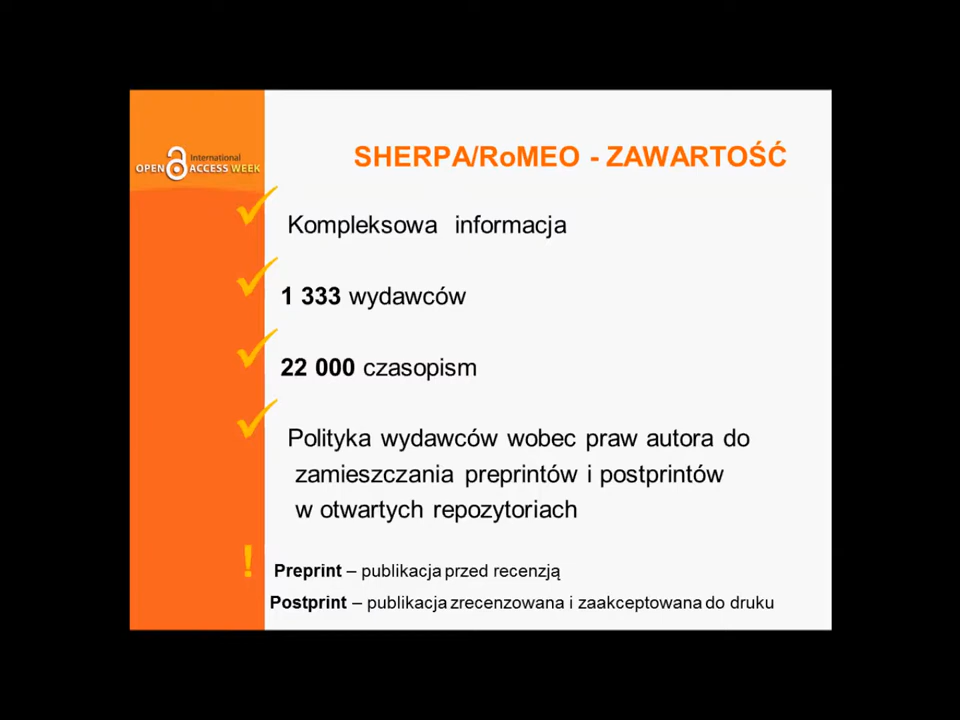 International
OPEN ACCESS WEEK
SHERPA/RoMEO - ZAWARTOŚĆ
Kompleksowa informacja
1 333 wydawców
22 000 czasopism
Polityka wydawców wobec praw autora do
zamieszczania preprintów i postprintów
w otwartych repozytoriach
! Preprint – publikacja przed recenzją
Postprint – publikacja zrecenzowana i zaakceptowana do druku